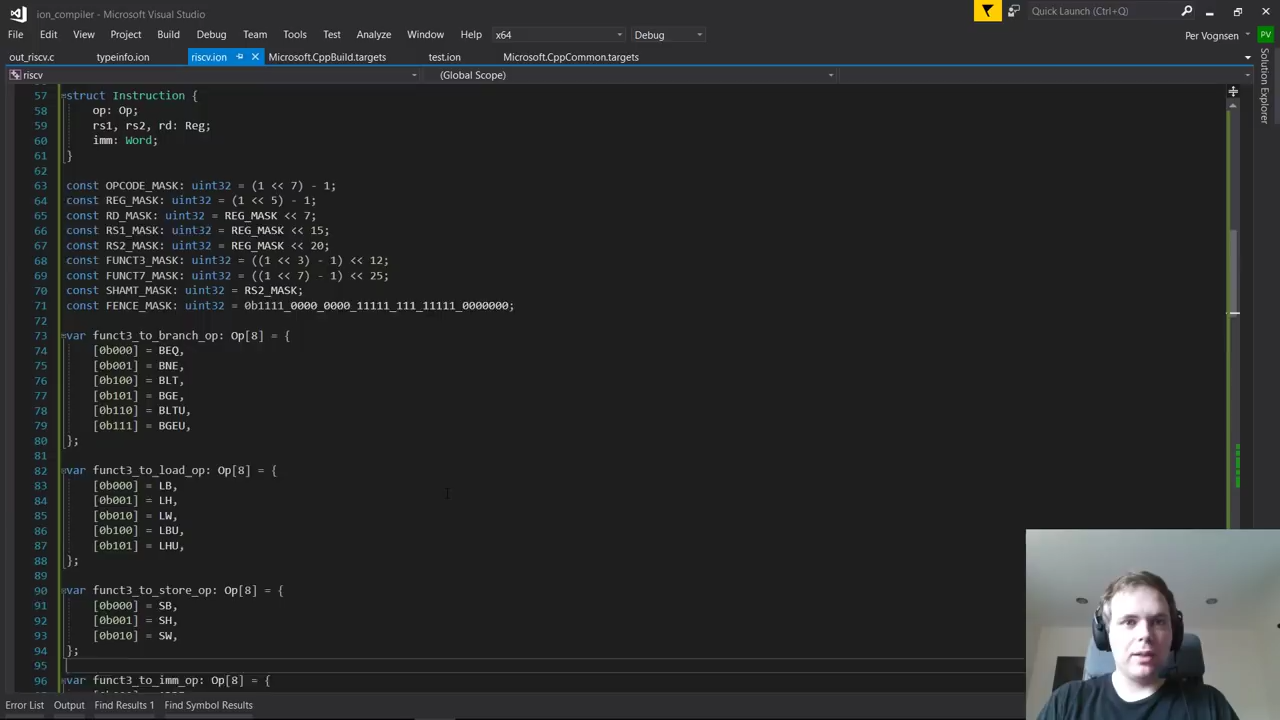 ion_compiler - Microsoft Visual Studio
Quick Launch (Ctrl+Q)
File Edit View Project Build Debug Team Tools Test Analyze Window Help x64 Debug Per Vognsen PV
out_riscv.c typeinfo.ion riscv.ion Microsoft.CppBuild.targets test.ion Microsoft.CppCommon.targets
riscv (Global Scope)
Solution Explorer
57 struct Instruction {
58 op: Op;
59 rs1, rs2, rd: Reg;
60 imm: Word;
61 }
62
63 const OPCODE_MASK: uint32 = (1 << 7) - 1;
64 const REG_MASK: uint32 = (1 << 5) - 1;
65 const RD_MASK: uint32 = REG_MASK << 7;
66 const RS1_MASK: uint32 = REG_MASK << 15;
67 const RS2_MASK: uint32 = REG_MASK << 20;
68 const FUNCT3_MASK: uint32 = ((1 << 3) - 1) << 12;
69 const FUNCT7_MASK: uint32 = ((1 << 7) - 1) << 25;
70 const SHAMT_MASK: uint32 = RS2_MASK;
71 const FENCE_MASK: uint32 = 0b1111_0000_0000_11111_111_11111_0000000;
72
73 var funct3_to_branch_op: Op[8] = {
74 [0b000] = BEQ,
75 [0b001] = BNE,
76 [0b100] = BLT,
77 [0b101] = BGE,
78 [0b110] = BLTU,
79 [0b111] = BGEU,
80 };
81
82 var funct3_to_load_op: Op[8] = {
83 [0b000] = LB,
84 [0b001] = LH,
85 [0b010] = LW,
86 [0b100] = LBU,
87 [0b101] = LHU,
88 };
89
90 var funct3_to_store_op: Op[8] = {
91 [0b000] = SB,
92 [0b001] = SH,
93 [0b010] = SW,
94 };
95
96 var funct3_to_imm_op: Op[8] = {
Error List Output Find Results 1 Find Symbol Results